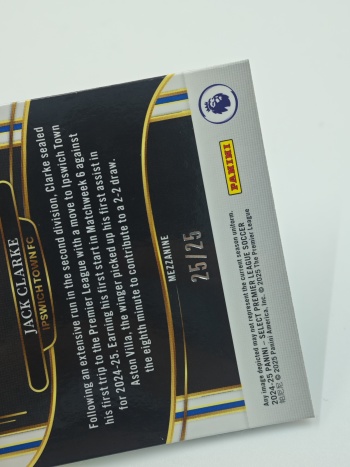 JACK CLARKE
IPSWICH TOWN FC
Following an extensive run in the second division, Clarke sealed
his first trip to the Premier League with a move to Ipswich Town
for 2024-25. Earning his first start in Matchweek 6 against
Aston Villa, the winger picked up his first assist in
the eighth minute to contribute to a 2-2 draw.
MEZZANINE
25/25
PANINI
Any image depicted may not represent the current season uniform.
2024-25 PANINI - SELECT PREMIER LEAGUE SOCCER
© 2025 Panini America, Inc. © 2025 The Premier League